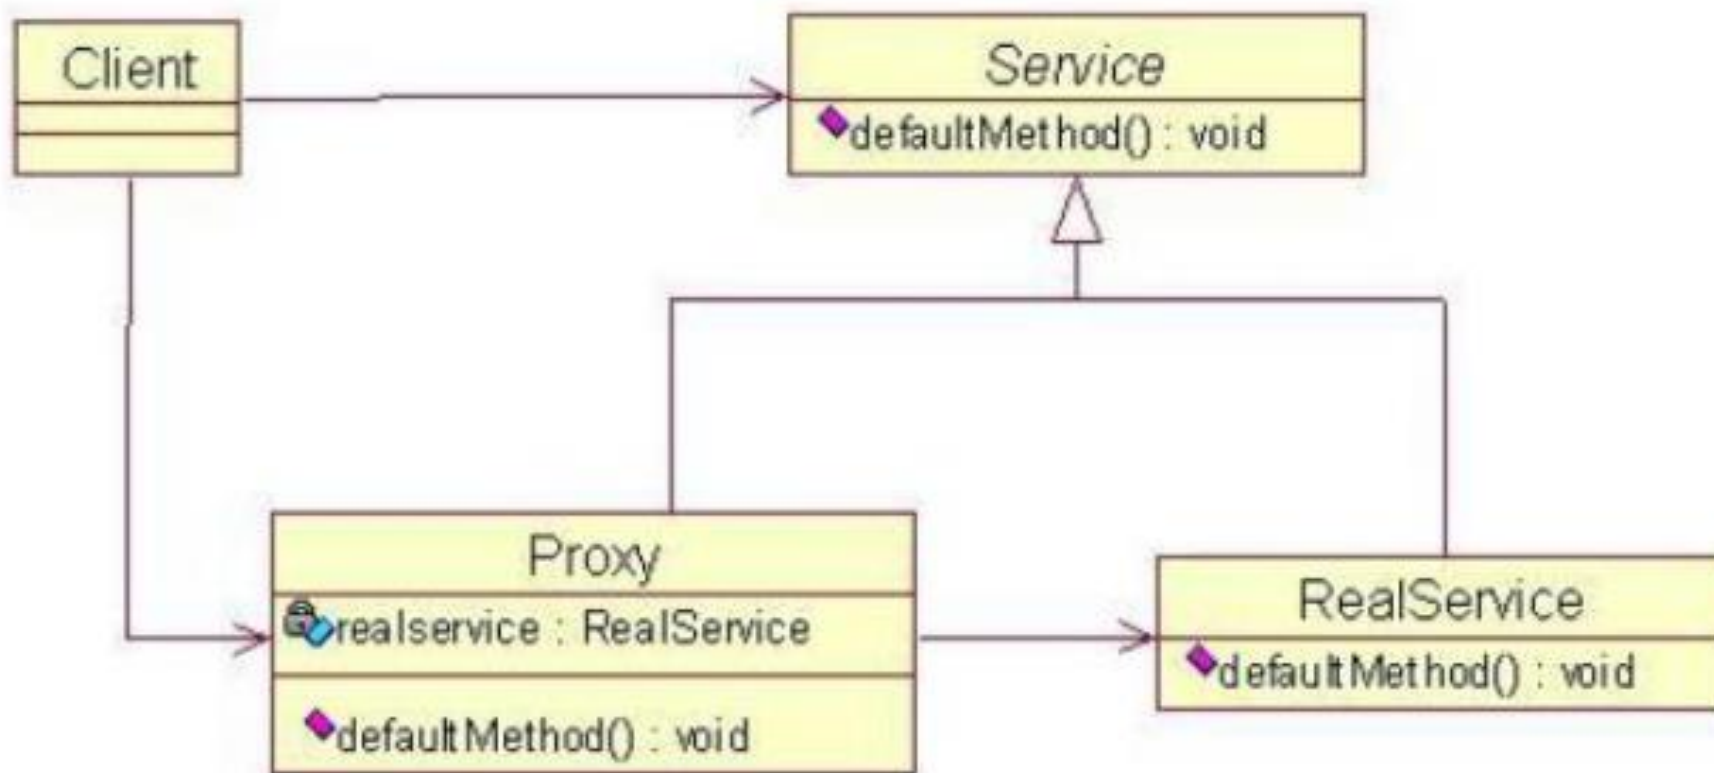 Client
Service
defaultMethod() : void
Proxy
realservice : RealService
defaultMethod() : void
RealService
defaultMethod() : void